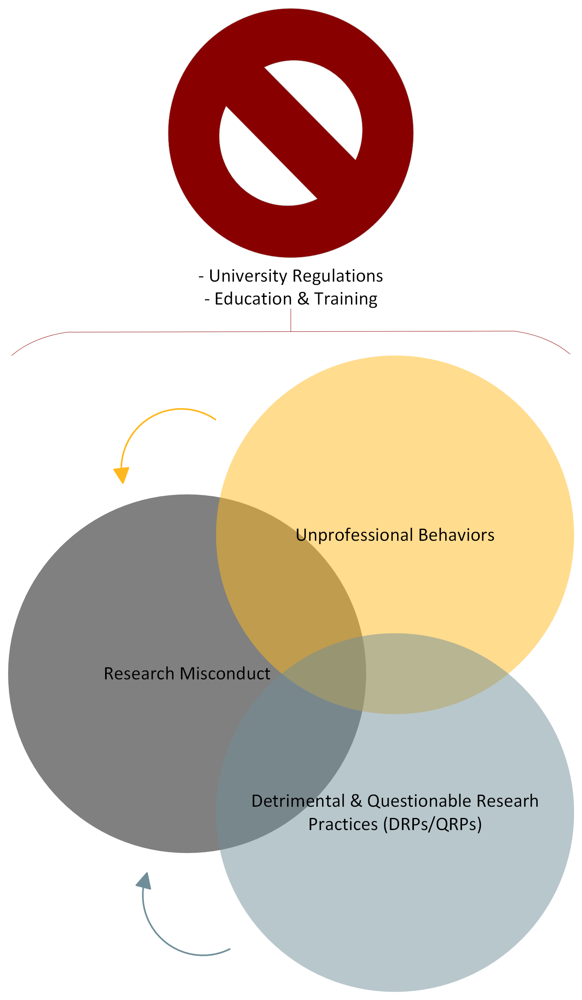 - University Regulations
- Education & Training
Unprofessional Behaviors
Research Misconduct
Detrimental & Questionable Researh
Practices (DRPs/QRPs)